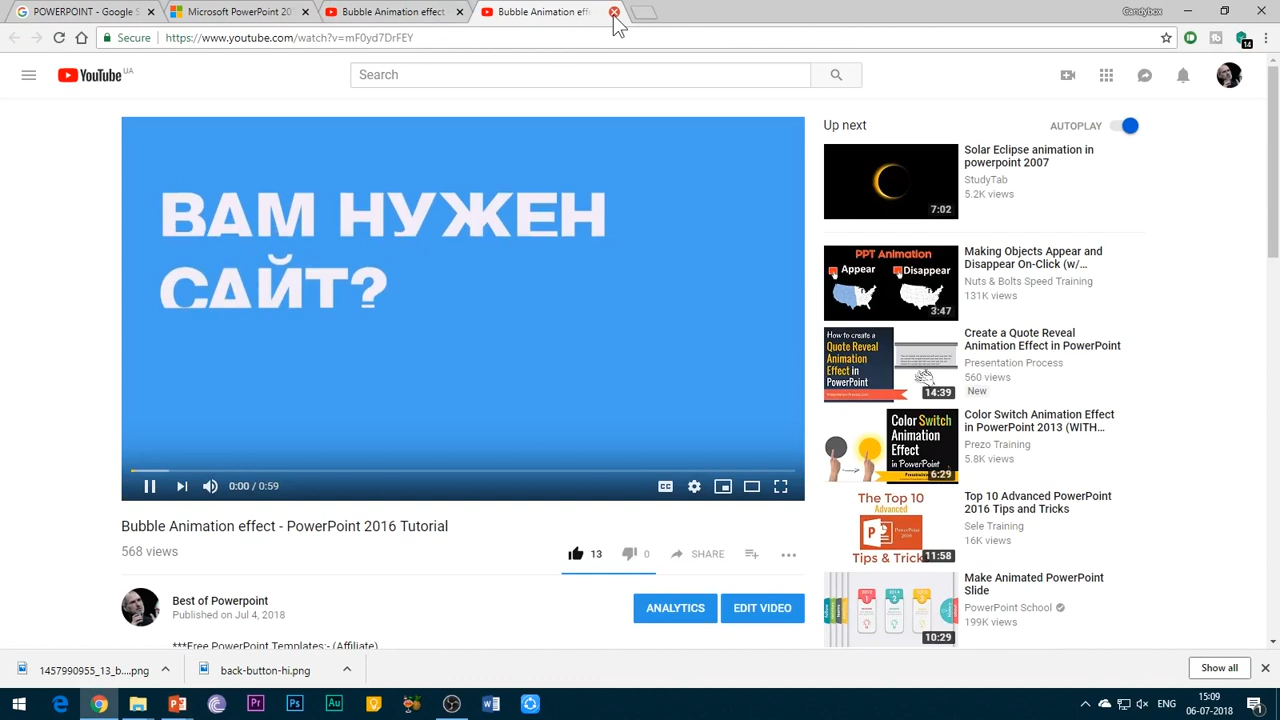 POWERPOINT - Google S
Microsoft PowerPoint 201
Bubble Animation effect
Bubble Animation effe
Candybox
Secure
https://www.youtube.com/watch?v=mF0yd7DrFEY
14
YouTube UA
Search
ВАМ НУЖЕН
САЙТ?
0:00 / 0:59
CC
Bubble Animation effect - PowerPoint 2016 Tutorial
568 views
13
0
SHARE
Best of Powerpoint
Published on Jul 4, 2018
ANALYTICS
EDIT VIDEO
***Free PowerPoint Templates:- (Affiliate)
Up next
AUTOPLAY
Solar Eclipse animation in
powerpoint 2007
StudyTab
5.2K views
7:02
PPT Animation
Appear
Disappear
3:47
Making Objects Appear and
Disappear On-Click (w/…
Nuts & Bolts Speed Training
131K views
How to create a
Quote Reveal
Animation
Effect in
PowerPoint
14:39
Create a Quote Reveal
Animation Effect in PowerPoint
Presentation Process
560 views
New
Color Switch
Animation
Effect
in PowerPoint
6:29
Color Switch Animation Effect
in PowerPoint 2013 (WITH…
Prezo Training
5.8K views
The Top 10
Advanced
Tips & Trick
11:58
Top 10 Advanced PowerPoint
2016 Tips and Tricks
Sele Training
16K views
10:29
Make Animated PowerPoint
Slide
PowerPoint School
199K views
1457990955_13_b....png
back-button-hi.png
Show all
Pr
Ps
Au
ENG
15:09
06-07-2018
1